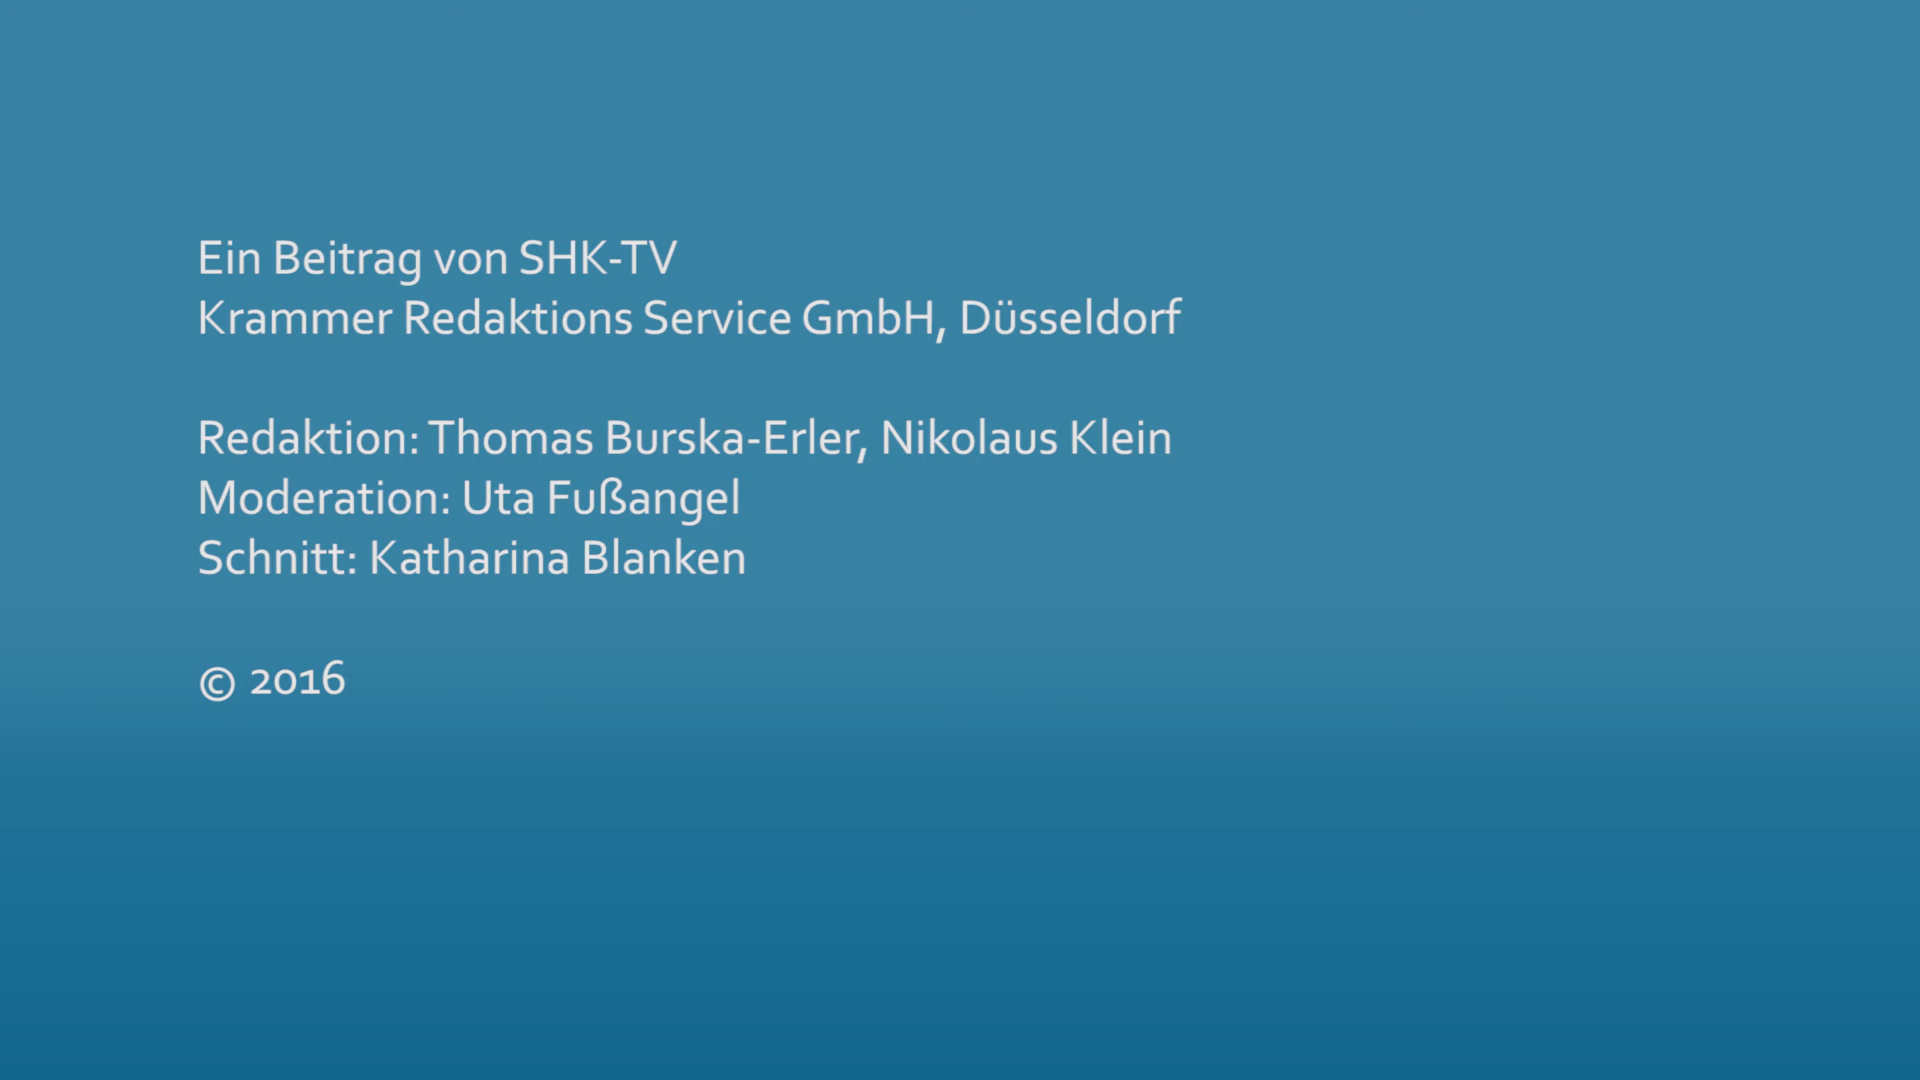 Ein Beitrag von SHK-TV
Krammer Redaktions Service GmbH, Düsseldorf
Redaktion: Thomas Burska-Erler, Nikolaus Klein
Moderation: Uta Fußangel
Schnitt: Katharina Blanken
© 2016